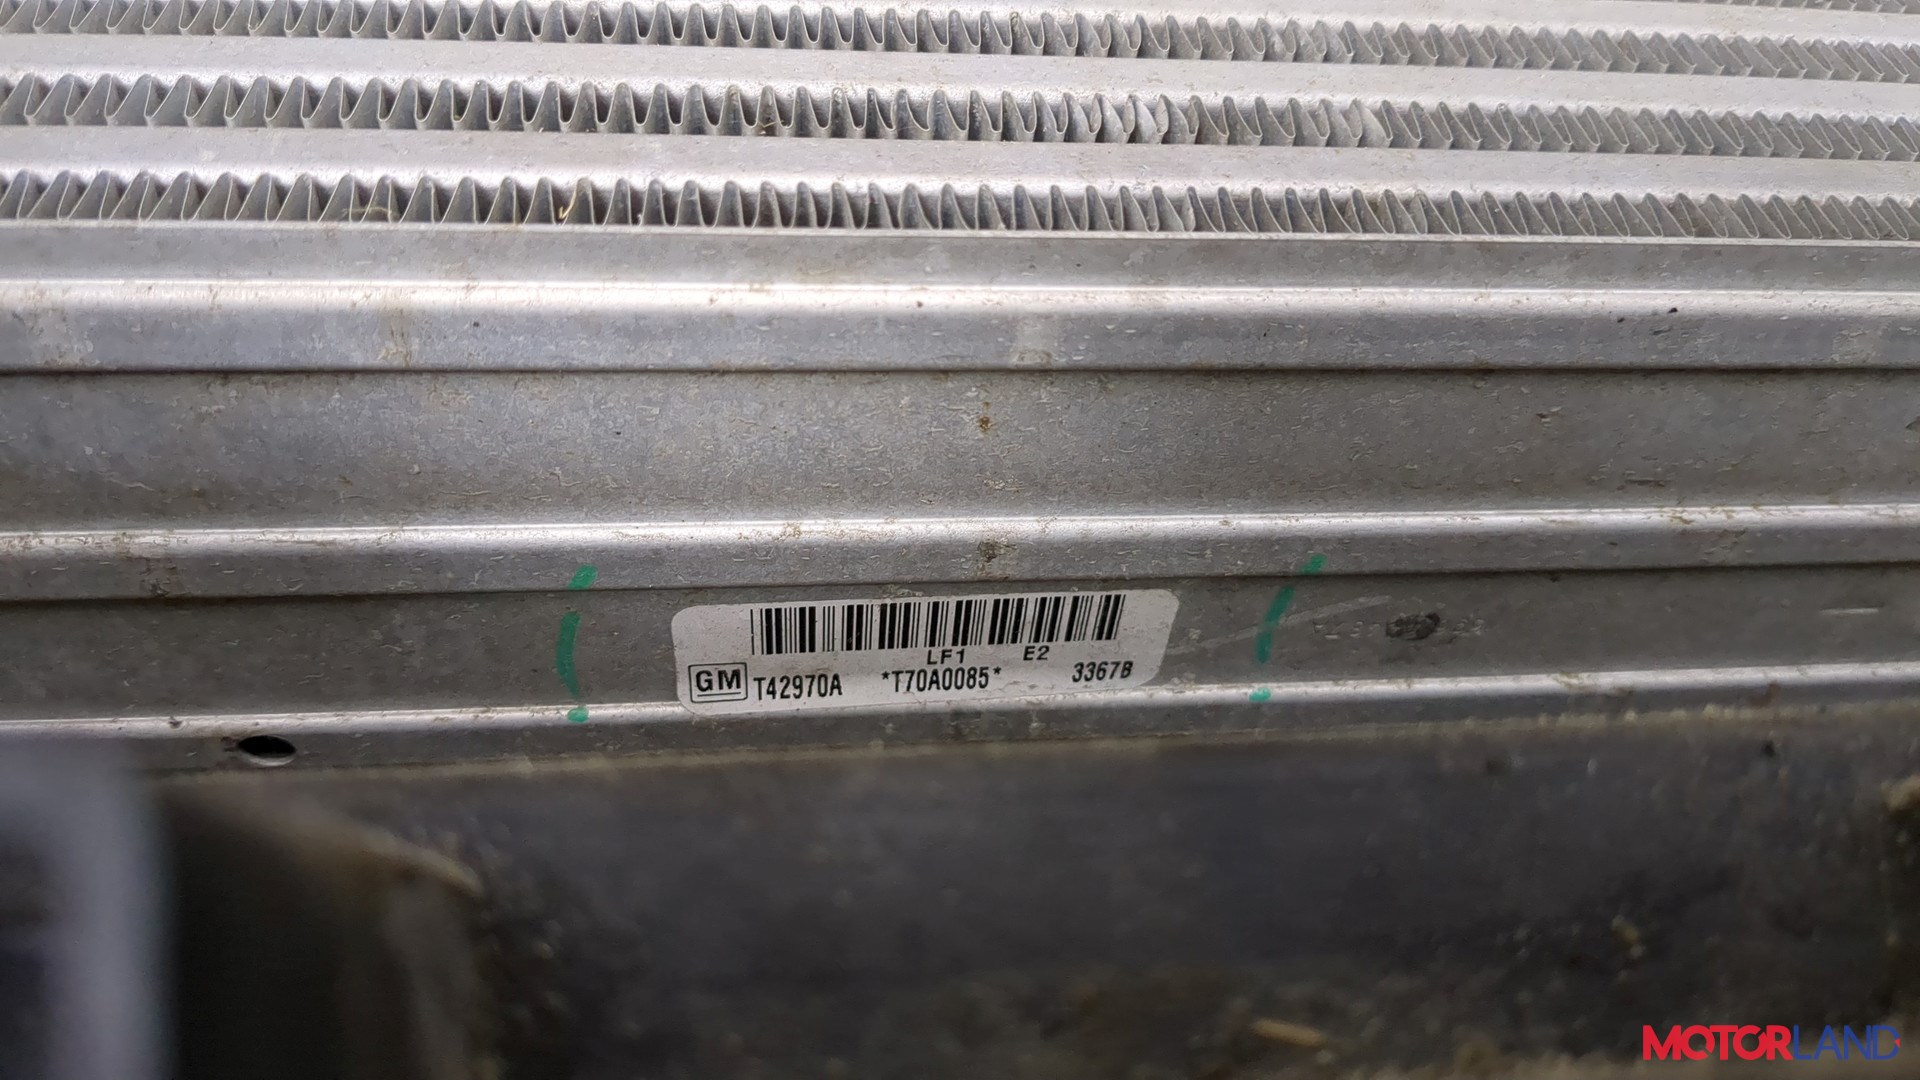 LF1 E2
GM T42970A *T70A0085* 3367B
MOTORLAND